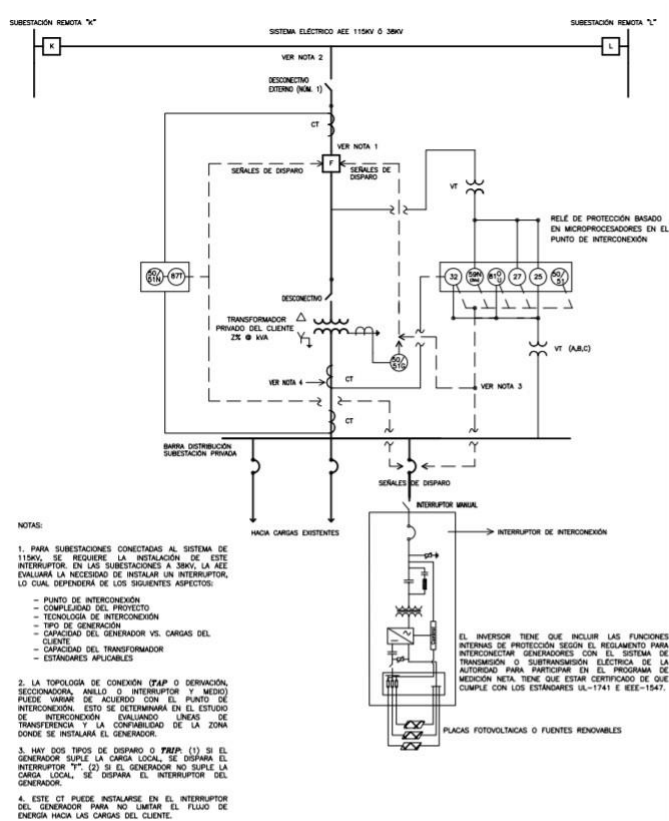 SUBESTACIÓN REMOTA "K"
SUBESTACIÓN REMOTA "L"
SISTEMA ELÉCTRICO AEE 115KV Ó 38KV
K
L
VER NOTA 2
DESCONECTIVO
EXTERNO (NÚM. 1)
CT
VER NOTA 1
F
SEÑALES DE DISPARO
SEÑALES DE
DISPARO
VT
RELÉ DE PROTECCIÓN BASADO
EN MICROPROCESADORES EN EL
PUNTO DE INTERCONEXIÓN
50/
51N
87T
32
59N
81O
U
27
25
50/
51
DESCONECTIVO
TRANSFORMADOR
PRIVADO DEL CLIENTE
Z% @ kVA
50/
51G
VT (A,B,C)
VER NOTA 4
CT
VER NOTA 3
CT
BARRA DISTRIBUCIÓN
SUBESTACIÓN PRIVADA
SEÑALES DE DISPARO
INTERRUPTOR MANUAL
HACIA CARGAS EXISTENTES
INTERRUPTOR DE INTERCONEXIÓN
NOTAS:
1. PARA SUBESTACIONES CONECTADAS AL SISTEMA DE
115KV, SE REQUIERE LA INSTALACIÓN DE ESTE
INTERRUPTOR. EN LAS SUBESTACIONES A 38KV, LA AEE
EVALUARÁ LA NECESIDAD DE INSTALAR UN INTERRUPTOR,
LO CUAL DEPENDERÁ DE LOS SIGUIENTES ASPECTOS:
– PUNTO DE INTERCONEXIÓN
– COMPLEJIDAD DEL PROYECTO
– TECNOLOGÍA DE INTERCONEXIÓN
– TIPO DE GENERACIÓN
– CAPACIDAD DEL GENERADOR VS. CARGAS DEL
CLIENTE
– CAPACIDAD DEL TRANSFORMADOR
– ESTÁNDARES APLICABLES
2. LA TOPOLOGÍA DE CONEXIÓN (TAP O DERIVACIÓN,
SECCIONADORA, ANILLO O INTERRUPTOR Y MEDIO)
PUEDE VARIAR DE ACUERDO CON EL PUNTO DE
INTERCONEXIÓN. ESTO SE DETERMINARÁ EN EL ESTUDIO
DE INTERCONEXIÓN EVALUANDO LÍNEAS DE
TRANSFERENCIA Y LA CONFIABILIDAD DE LA ZONA
DONDE SE INSTALARÁ EL GENERADOR.
3. HAY DOS TIPOS DE DISPARO O TRIP: (1) SI EL
GENERADOR SUPLE LA CARGA LOCAL, SE DISPARA EL
INTERRUPTOR "F". (2) SI EL GENERADOR NO SUPLE LA
CARGA LOCAL, SE DISPARA EL INTERRUPTOR DEL
GENERADOR.
4. ESTE CT PUEDE INSTALARSE EN EL INTERRUPTOR
DEL GENERADOR PARA NO LIMITAR EL FLUJO DE
ENERGÍA HACIA LAS CARGAS DEL CLIENTE.
EL INVERSOR TIENE QUE INCLUIR LAS FUNCIONES
INTERNAS DE PROTECCIÓN SEGÚN EL REGLAMENTO PARA
INTERCONECTAR GENERADORES CON EL SISTEMA DE
TRANSMISIÓN O SUBTRANSMISIÓN ELÉCTRICA DE LA
AUTORIDAD PARA PARTICIPAR EN EL PROGRAMA DE
MEDICIÓN NETA. TIENE QUE ESTAR CERTIFICADO DE QUE
CUMPLE CON LOS ESTÁNDARES UL-1741 E IEEE-1547.
PLACAS FOTOVOLTAICAS O FUENTES RENOVABLES